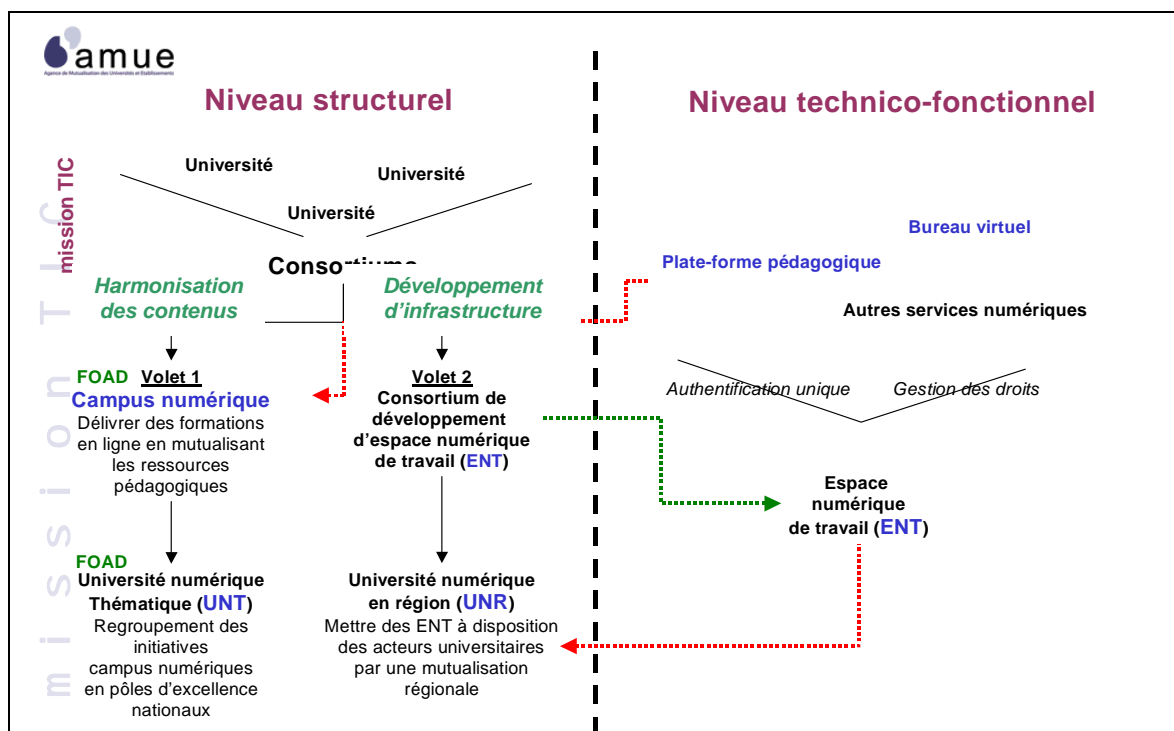 amue
Agence de Mutualisation des Universités et Etablissements
mission TIC
mission TIC
Niveau structurel
Université
Université
Université
Consortiums
Harmonisation
des contenus
Développement
d'infrastructure
FOAD
Volet 1
Campus numérique
Délivrer des formations
en ligne en mutualisant
les ressources
pédagogiques
Volet 2
Consortium de
développement
d'espace numérique
de travail (ENT)
FOAD
Université numérique
Thématique (UNT)
Regroupement des
initiatives
campus numériques
en pôles d'excellence
nationaux
Université numérique
en région (UNR)
Mettre des ENT à disposition
des acteurs universitaires
par une mutualisation
régionale
Niveau technico-fonctionnel
Bureau virtuel
Plate-forme pédagogique
Autres services numériques
Authentification unique
Gestion des droits
Espace
numérique
de travail (ENT)